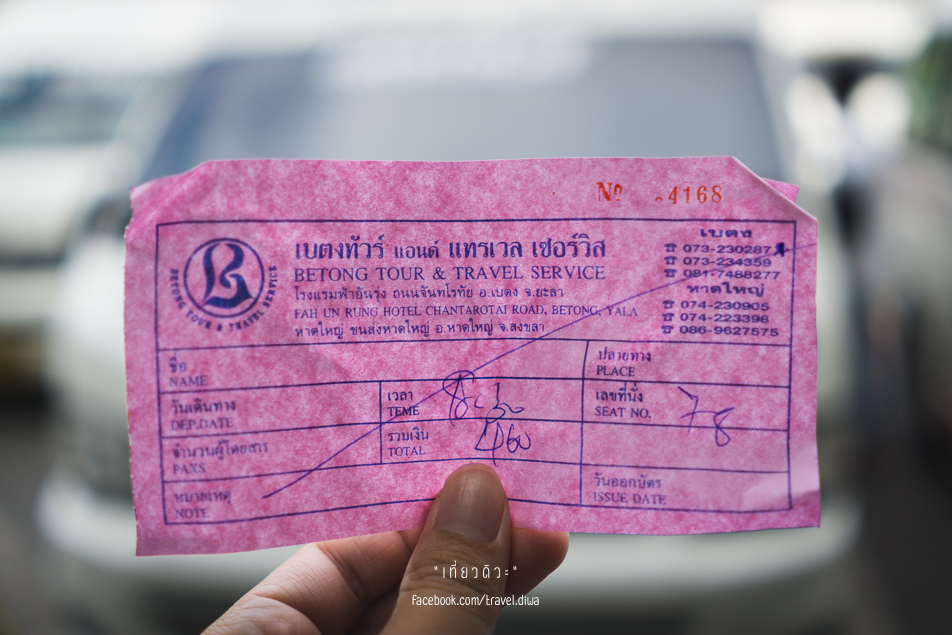 Nº 4168
BETONG TOUR & TRAVEL SERVICE
เบตงทัวร์ แอนด์ แทรเวล เซอร์วิส
BETONG TOUR & TRAVEL SERVICE
โรงแรมฟ้าอันรุ่ง ถนนจันทโรทัย อ.เบตง จ.ยะลา
FAH UN RUNG HOTEL CHANTAROTAI ROAD, BETONG, YALA
หาดใหญ่ ขนส่งหาดใหญ่ อ.หาดใหญ่ จ.สงขลา
เบตง
☎ 073-230287
☎ 073-234359
☎ 081-7488277
หาดใหญ่
☎ 074-230905
☎ 074-223398
☎ 086-9627575
ชื่อ
NAME
ปลายทาง
PLACE
วันเดินทาง
DEP.DATE
เวลา
TEME
เลขที่นั่ง
SEAT NO.
7-8
จำนวนผู้โดยสาร
PAXS
รวมเงิน
TOTAL
หมายเหตุ
NOTE
วันออกบัตร
ISSUE DATE
"เที่ยวดิวะ"
facebook.com/travel.diwa